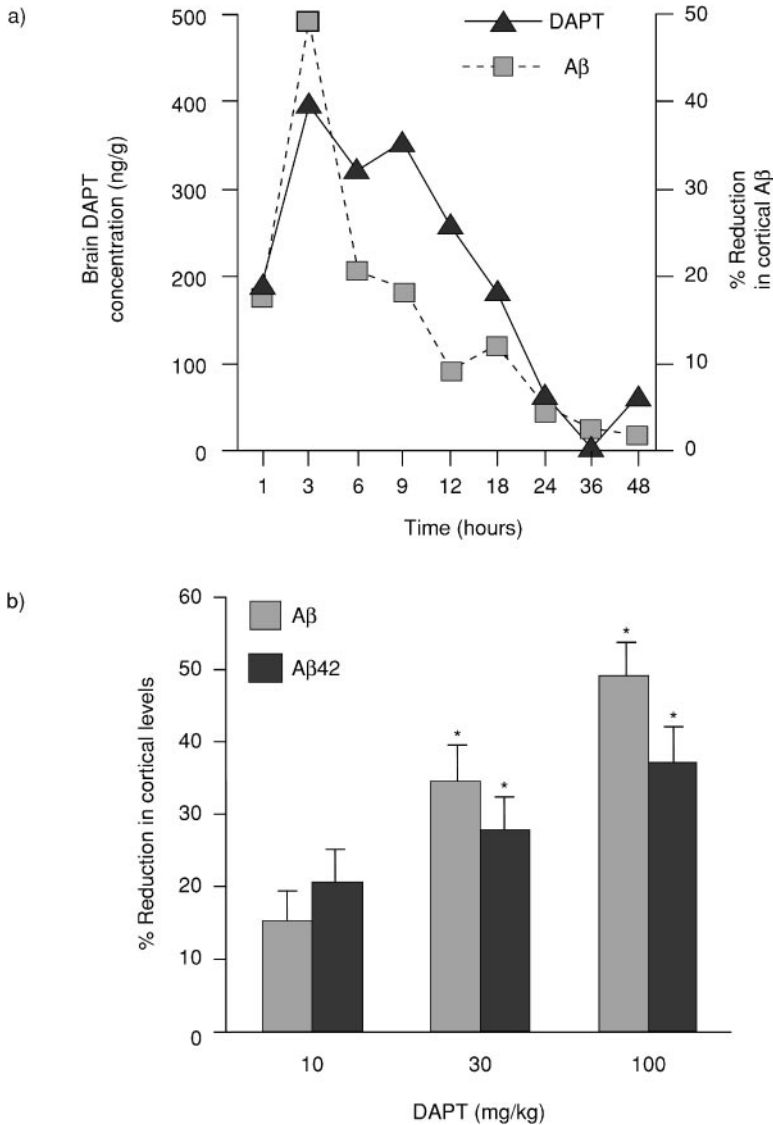 a)
500
400
300
200
100
0
Brain DAPT
concentration (ng/g)
DAPT
Aβ
50
40
30
20
10
0
% Reduction
in cortical Aβ
1 3 6 9 12 18 24 36 48
Time (hours)
b)
60
50
40
30
20
10
0
% Reduction in cortical levels
Aβ
Aβ42
* * * *
10 30 100
DAPT (mg/kg)